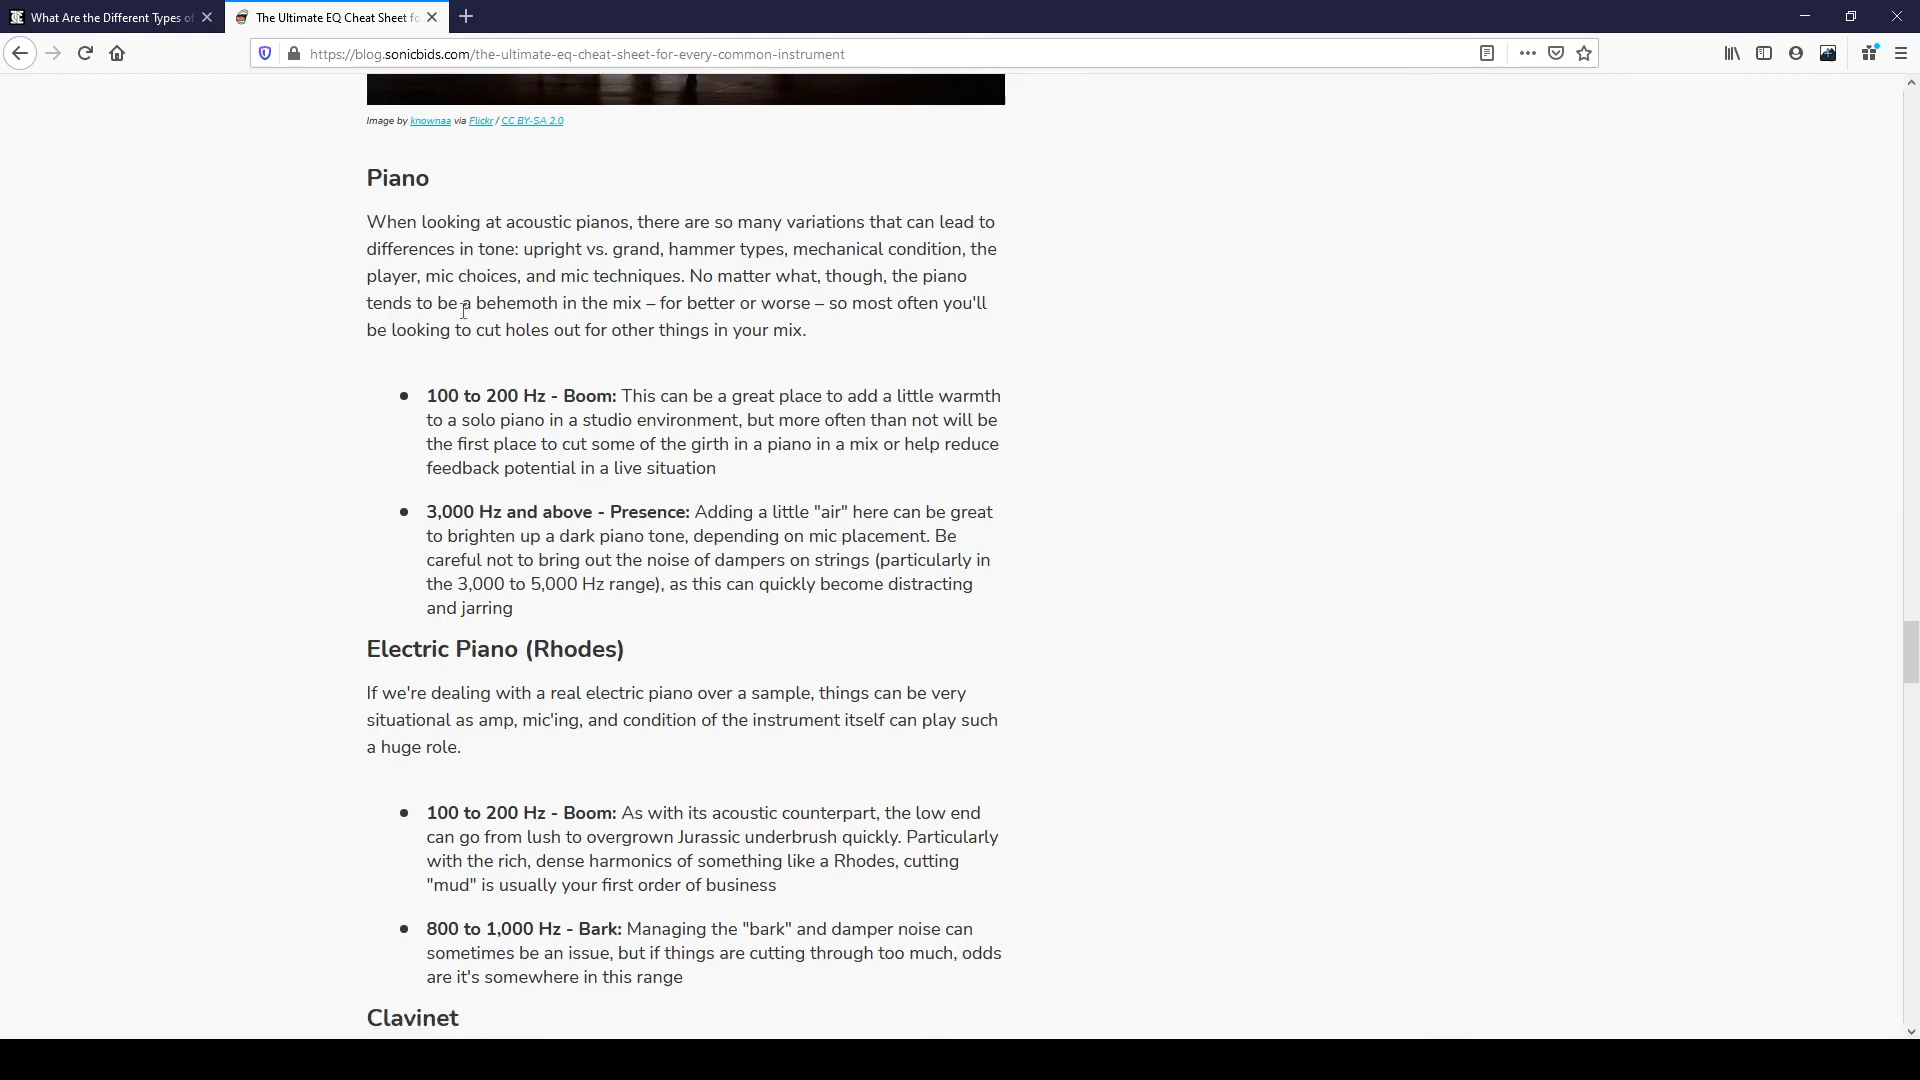 What Are the Different Types of
The Ultimate EQ Cheat Sheet fo
https://blog.sonicbids.com/the-ultimate-eq-cheat-sheet-for-every-common-instrument
Image by knownaa via Flickr / CC BY-SA 2.0
Piano
When looking at acoustic pianos, there are so many variations that can lead to
differences in tone: upright vs. grand, hammer types, mechanical condition, the
player, mic choices, and mic techniques. No matter what, though, the piano
tends to be a behemoth in the mix – for better or worse – so most often you'll
be looking to cut holes out for other things in your mix.
100 to 200 Hz - Boom: This can be a great place to add a little warmth
to a solo piano in a studio environment, but more often than not will be
the first place to cut some of the girth in a piano in a mix or help reduce
feedback potential in a live situation
3,000 Hz and above - Presence: Adding a little "air" here can be great
to brighten up a dark piano tone, depending on mic placement. Be
careful not to bring out the noise of dampers on strings (particularly in
the 3,000 to 5,000 Hz range), as this can quickly become distracting
and jarring
Electric Piano (Rhodes)
If we're dealing with a real electric piano over a sample, things can be very
situational as amp, mic'ing, and condition of the instrument itself can play such
a huge role.
100 to 200 Hz - Boom: As with its acoustic counterpart, the low end
can go from lush to overgrown Jurassic underbrush quickly. Particularly
with the rich, dense harmonics of something like a Rhodes, cutting
"mud" is usually your first order of business
800 to 1,000 Hz - Bark: Managing the "bark" and damper noise can
sometimes be an issue, but if things are cutting through too much, odds
are it's somewhere in this range
Clavinet